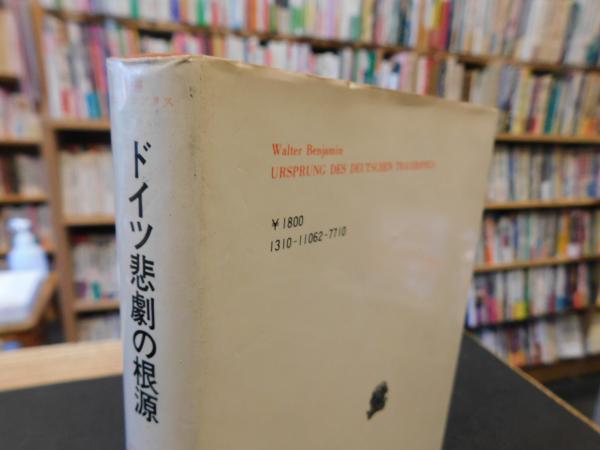 ドイツ悲劇の根源
Walter Benjamin
URSPRUNG DES DEUTSCHEN TRAUERSPIELS
¥1800
1310-11062-7710